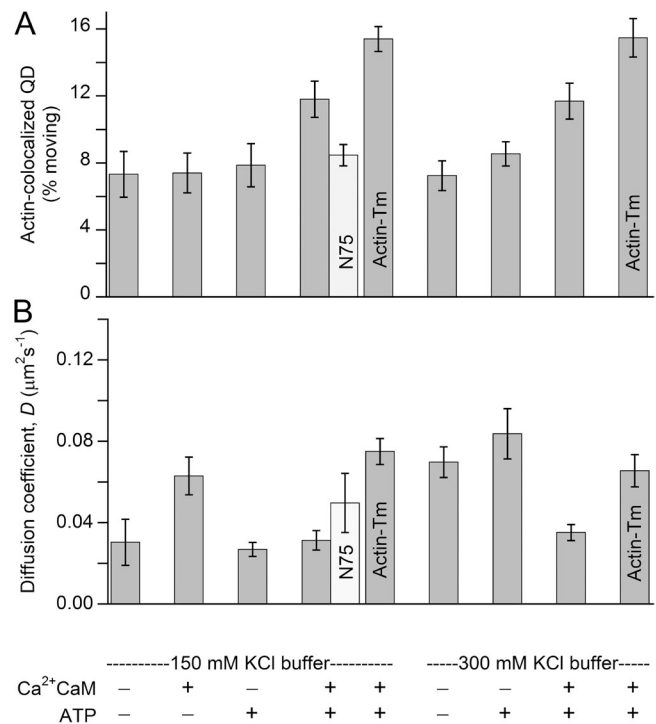 A
16
12
8
4
0
Actin-colocalized QD
(% moving)
N75
Actin-Tm
Actin-Tm
B
0.12
0.08
0.04
0.00
Diffusion coefficient, D (μm²s⁻¹)
N75
Actin-Tm
Actin-Tm
----------150 mM KCl buffer---------- -----300 mM KCl buffer-----
Ca²⁺CaM – + – + + – – + +
ATP – – + + + – + + +